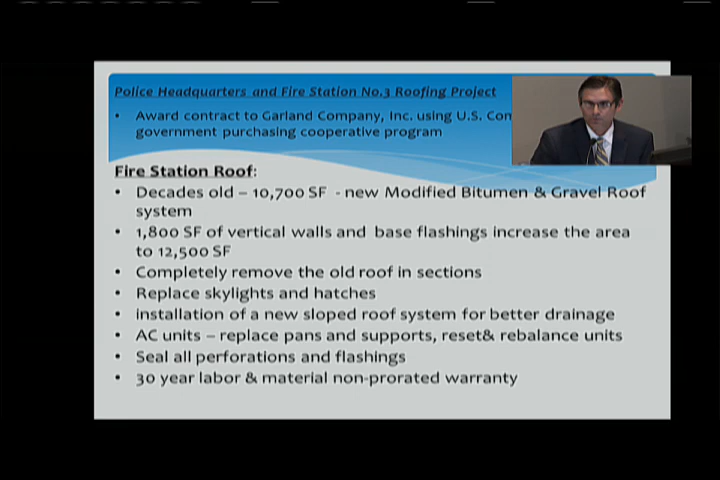 Police Headquarters and Fire Station No.3 Roofing Project
• Award contract to Garland Company, Inc. using U.S.
government purchasing cooperative program
Fire Station Roof:
• Decades old – 10,700 SF - new Modified Bitumen & Gravel Roof
system
• 1,800 SF of vertical walls and base flashings increase the area
to 12,500 SF
• Completely remove the old roof in sections
• Replace skylights and hatches
• installation of a new sloped roof system for better drainage
• AC units – replace pans and supports, reset& rebalance units
• Seal all perforations and flashings
• 30 year labor & material non-prorated warranty